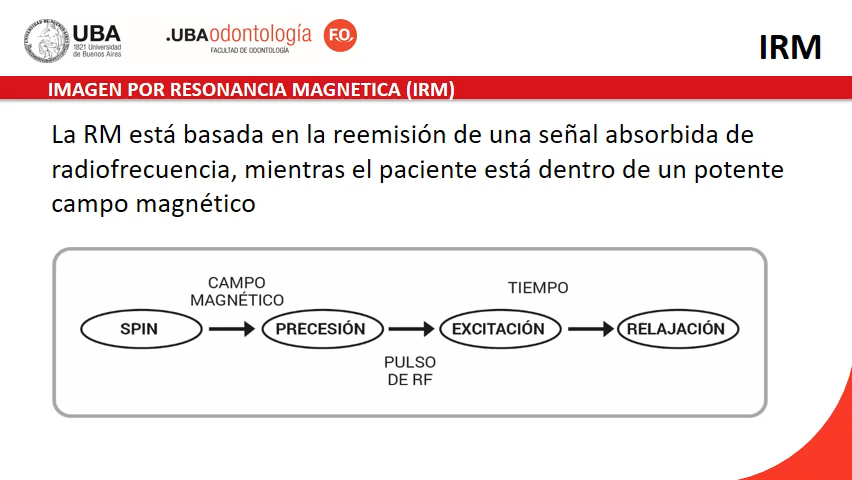 UBA
1821 Universidad
de Buenos Aires
.UBAodontología
FACULTAD DE ODONTOLOGÍA
F.O.
IRM
IMAGEN POR RESONANCIA MAGNETICA (IRM)
La RM está basada en la reemisión de una señal absorbida de
radiofrecuencia, mientras el paciente está dentro de un potente
campo magnético
CAMPO
MAGNÉTICO
TIEMPO
SPIN
PRECESIÓN
EXCITACIÓN
RELAJACIÓN
PULSO
DE RF